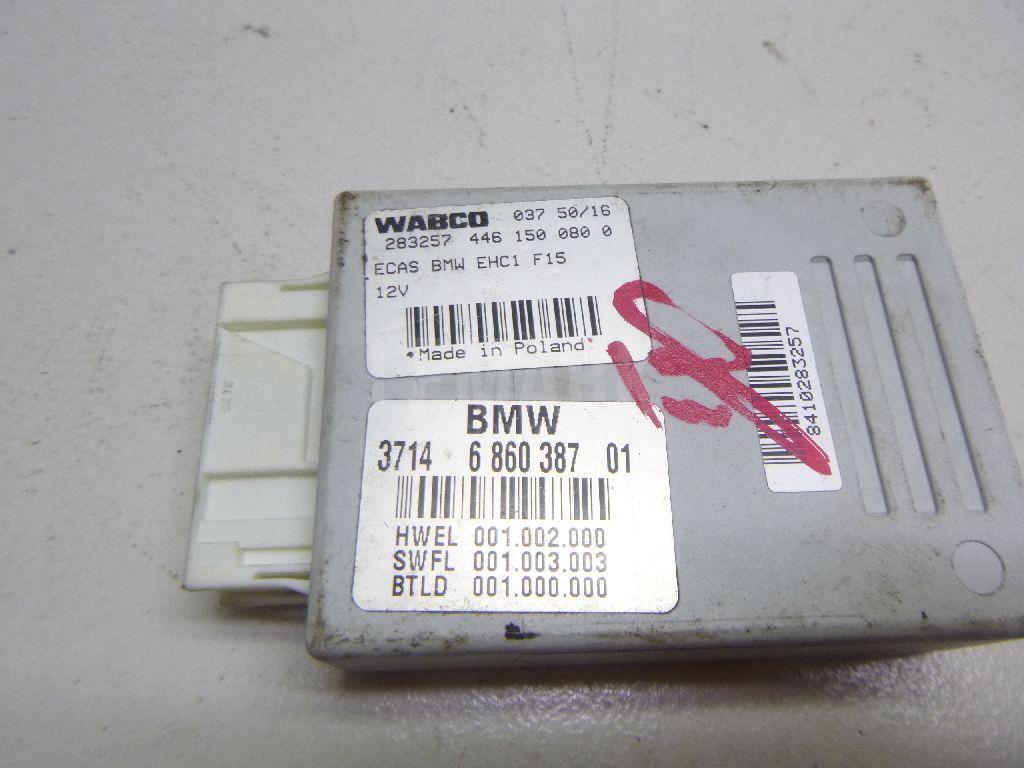 WABCO 037 50/16
283257 446 150 080 0
ECAS BMW EHC1 F15
12V
*Made in Poland*
BMW
3714 6 860 387 01
HWEL 001.002.000
SWFL 001.003.003
BTLD 001.000.000
8410283257